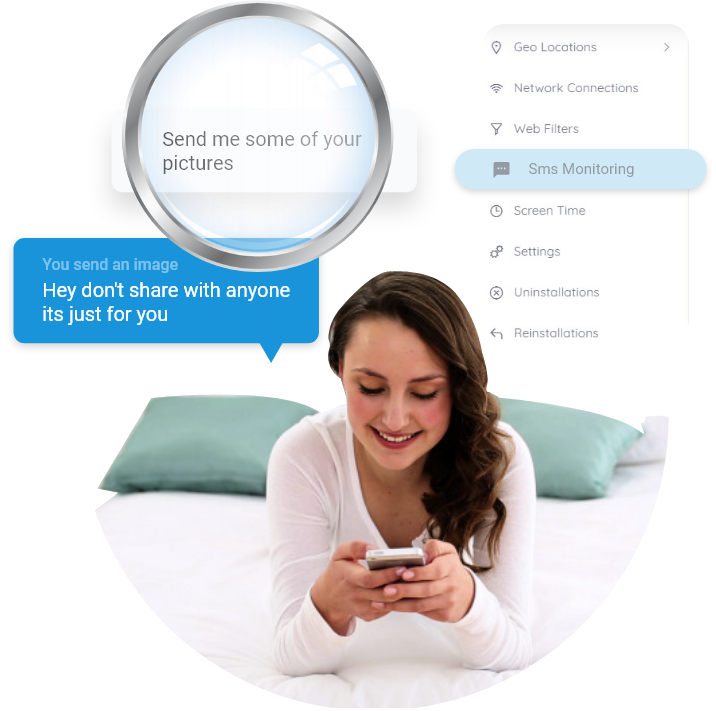 Send me some of your
pictures
You send an image
Hey don't share with anyone
its just for you
Geo Locations
Network Connections
Web Filters
Sms Monitoring
Screen Time
Settings
Uninstallations
Reinstallations